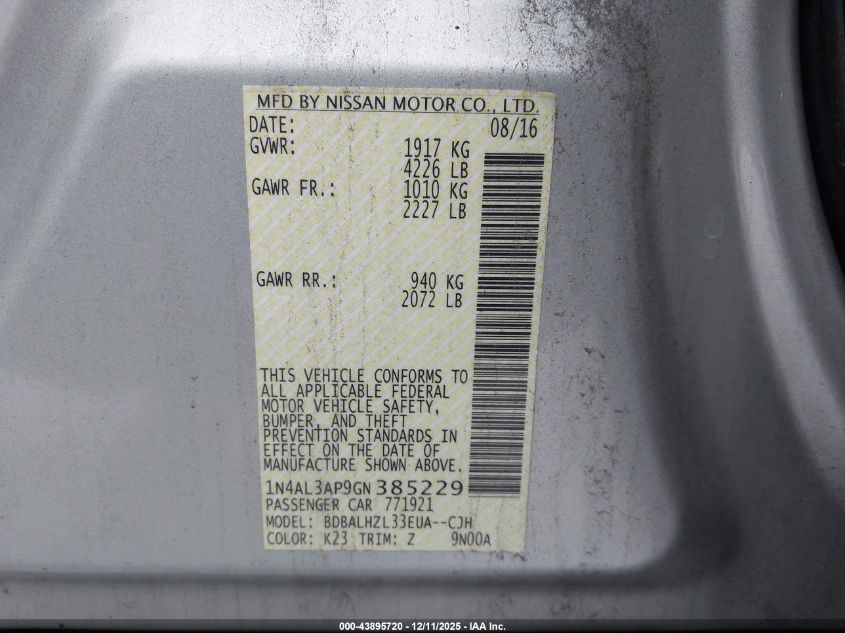 MFD BY NISSAN MOTOR CO., LTD.
DATE: 08/16
GVWR: 1917 KG
4226 LB
GAWR FR.: 1010 KG
2227 LB
GAWR RR.: 940 KG
2072 LB
THIS VEHICLE CONFORMS TO
ALL APPLICABLE FEDERAL
MOTOR VEHICLE SAFETY,
BUMPER, AND THEFT
PREVENTION STANDARDS IN
EFFECT ON THE DATE OF
MANUFACTURE SHOWN ABOVE.
1N4AL3AP9GN385229
PASSENGER CAR 771921
MODEL: BDBALHZL33EUA--CJH
COLOR: K23 TRIM: Z 9N00A
000-43895720 - 12/11/2025 - IAA Inc.